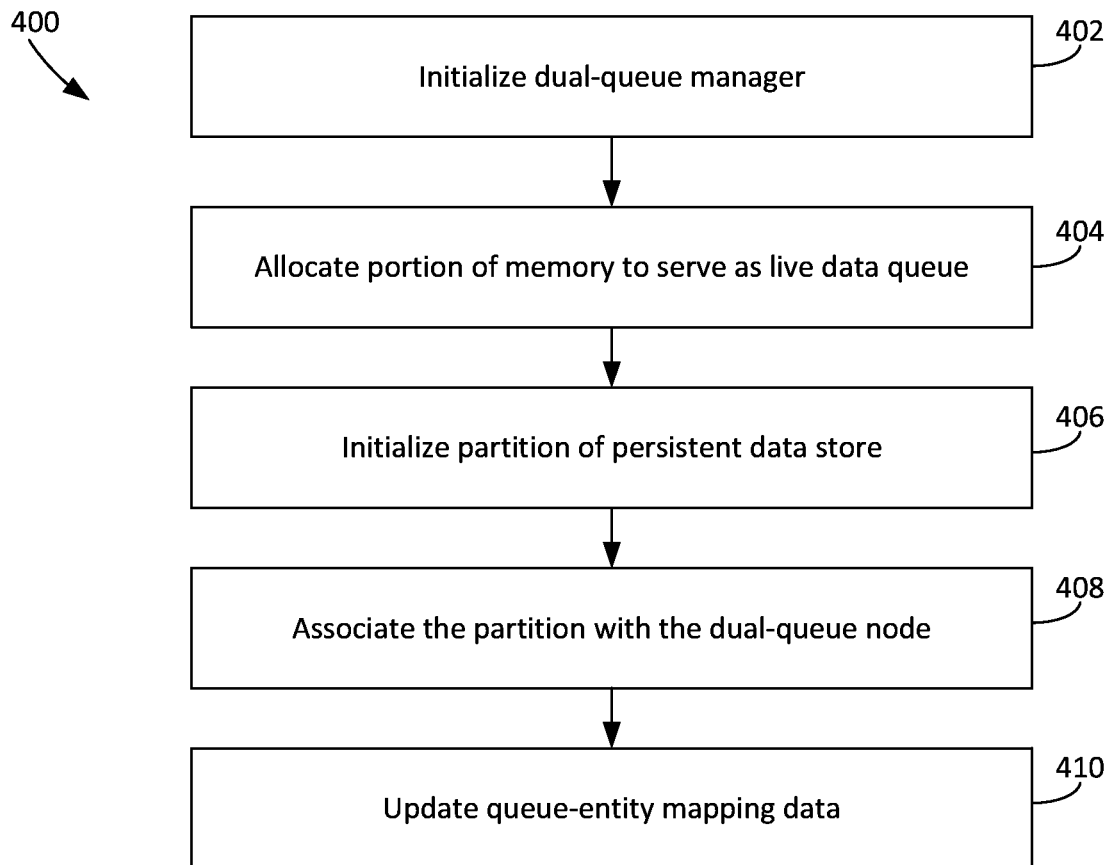 400
402
Initialize dual-queue manager
404
Allocate portion of memory to serve as live data queue
406
Initialize partition of persistent data store
408
Associate the partition with the dual-queue node
410
Update queue-entity mapping data